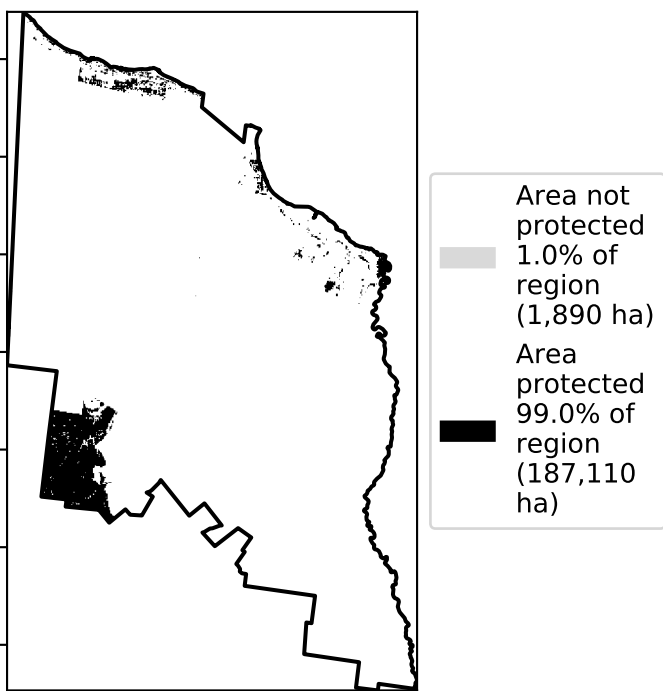 Area not
protected
1.0% of
region
(1,890 ha)
Area
protected
99.0% of
region
(187,110
ha)